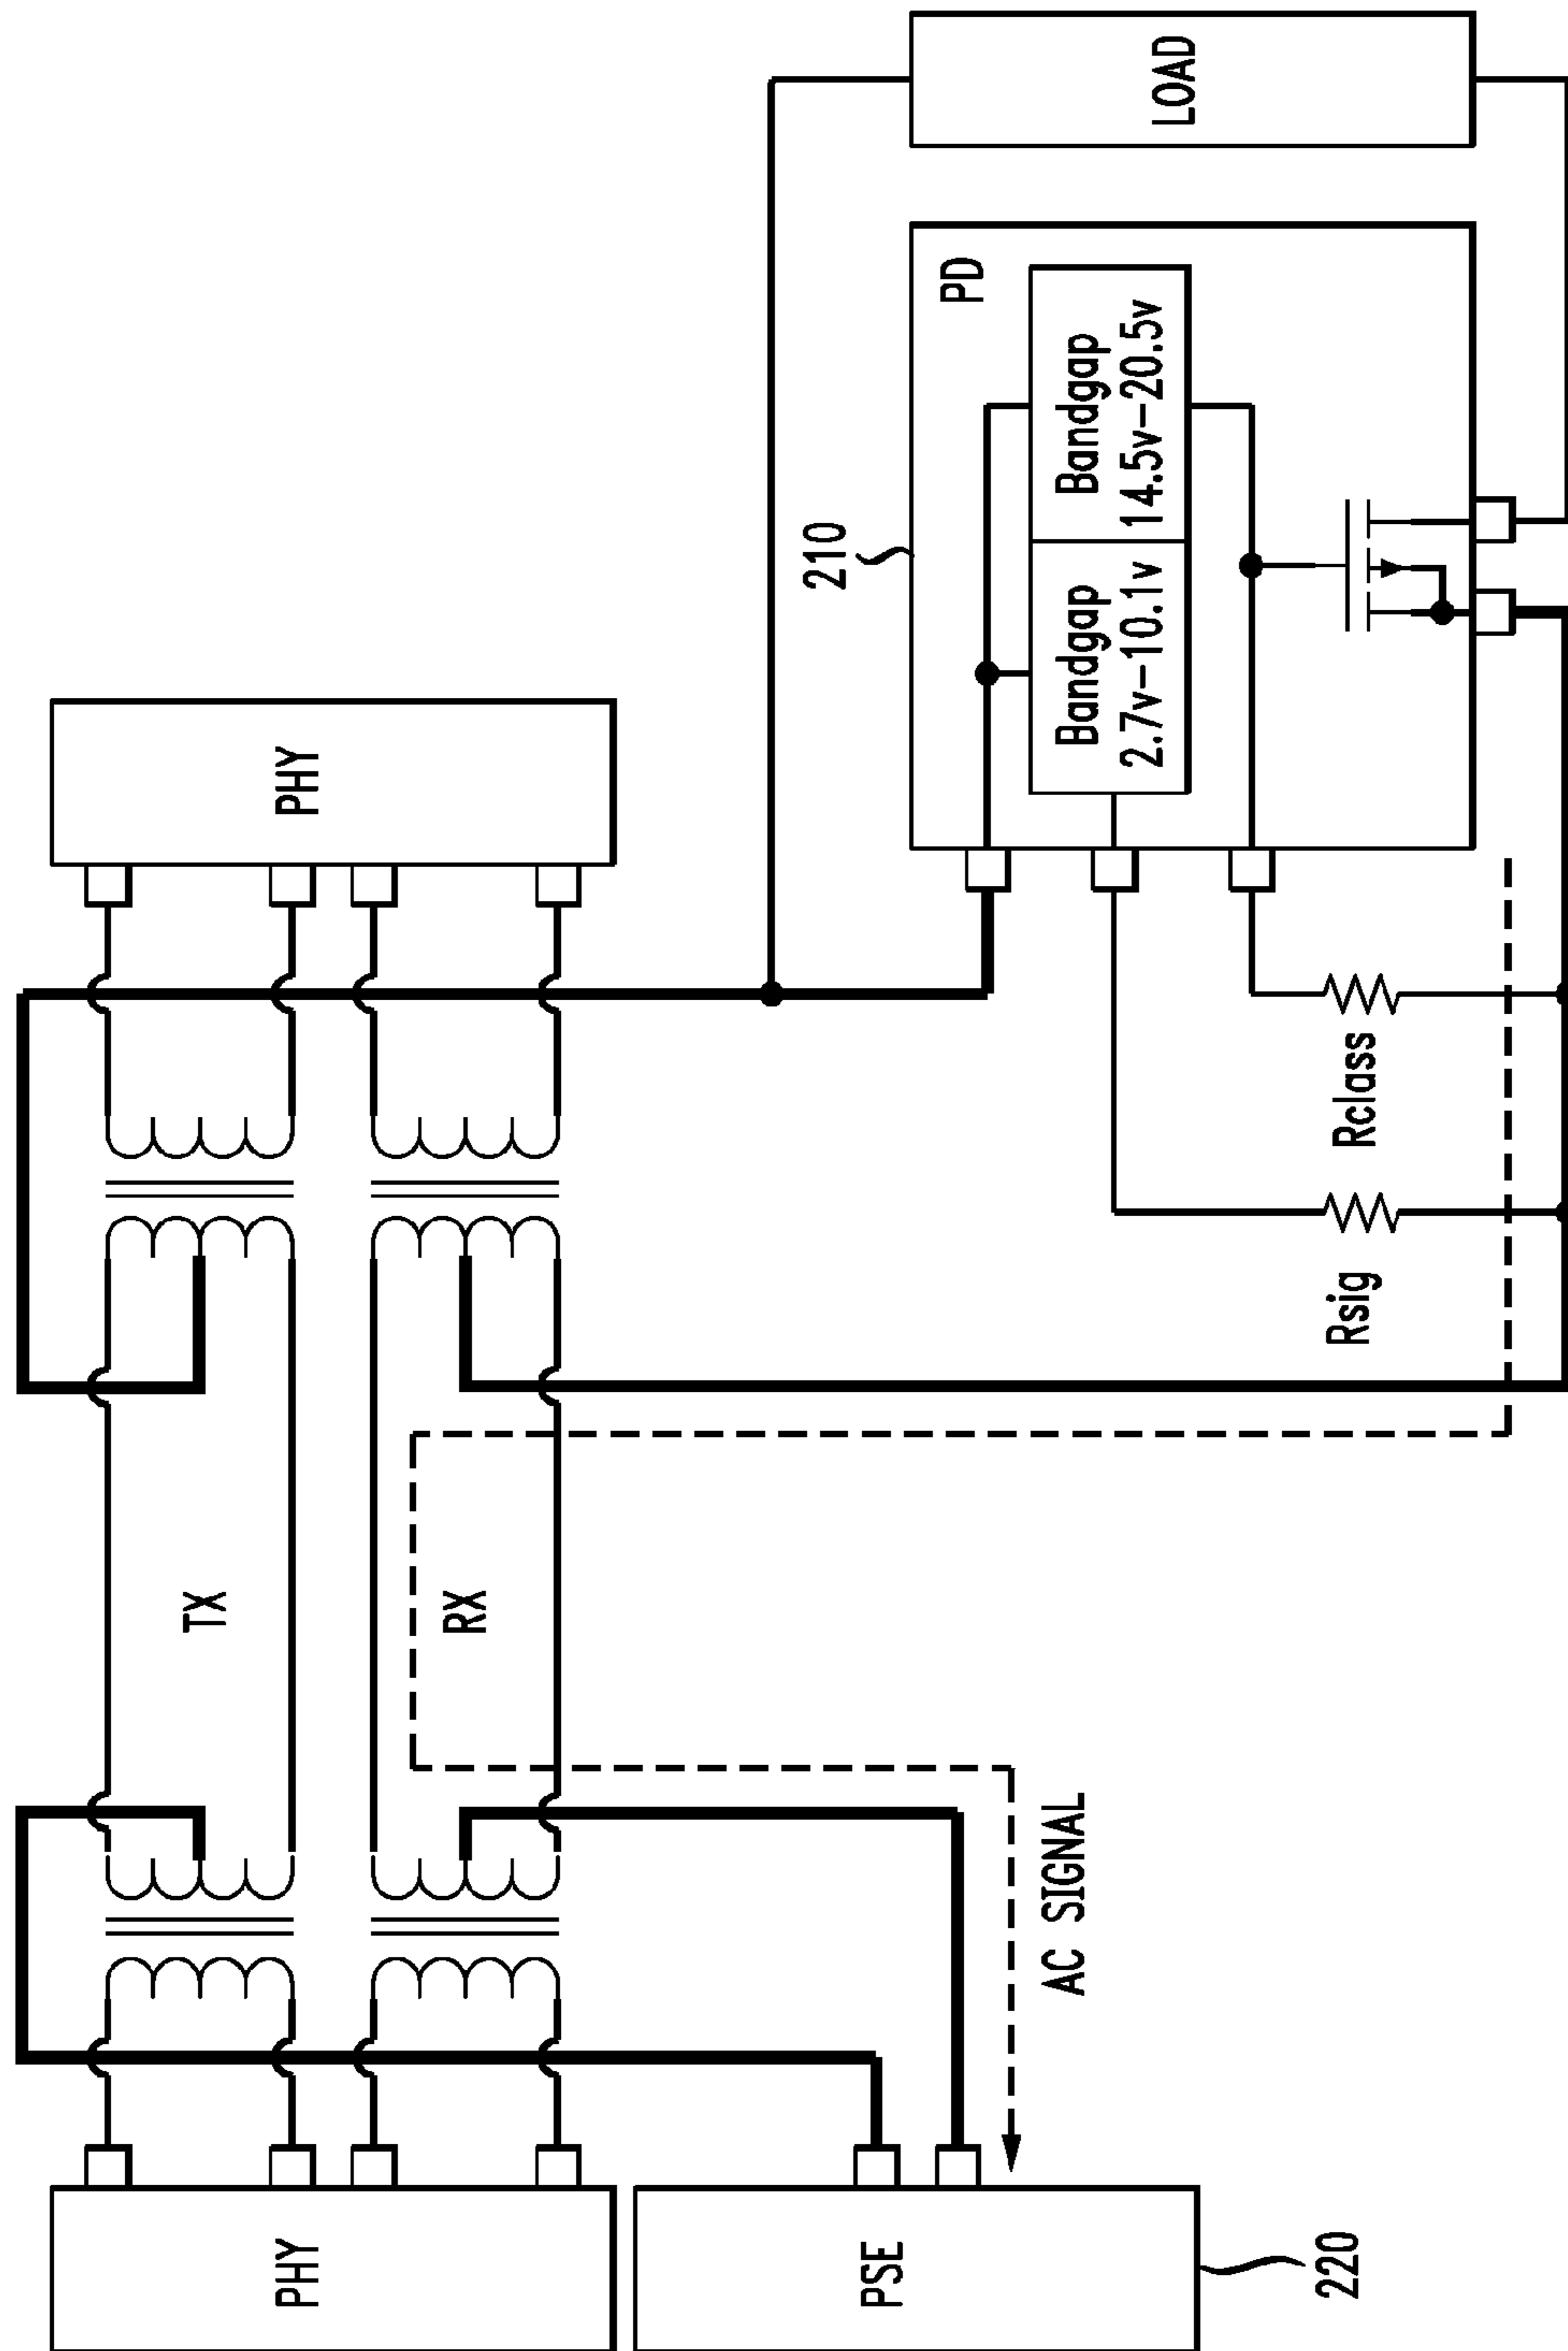 PHY
TX
RX
PHY
PSE
220
AC SIGNAL
Rsig
Rclass
210
PD
Bandgap
2.7v–10.1v
Bandgap
14.5v–20.5v
LOAD